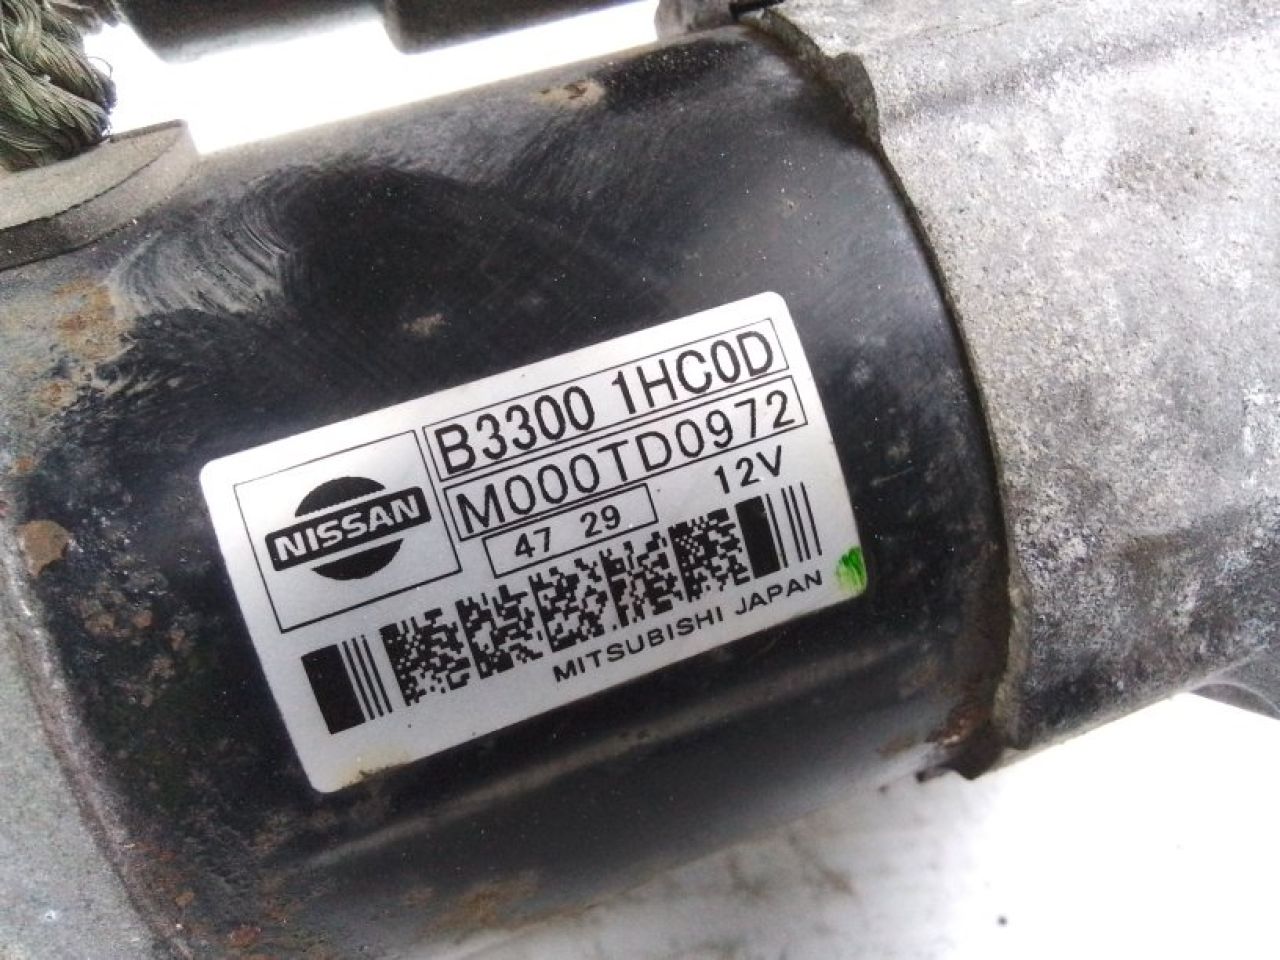 NISSAN
B3300 1HC0D
M000TD0972
47 29
12V
MITSUBISHI JAPAN